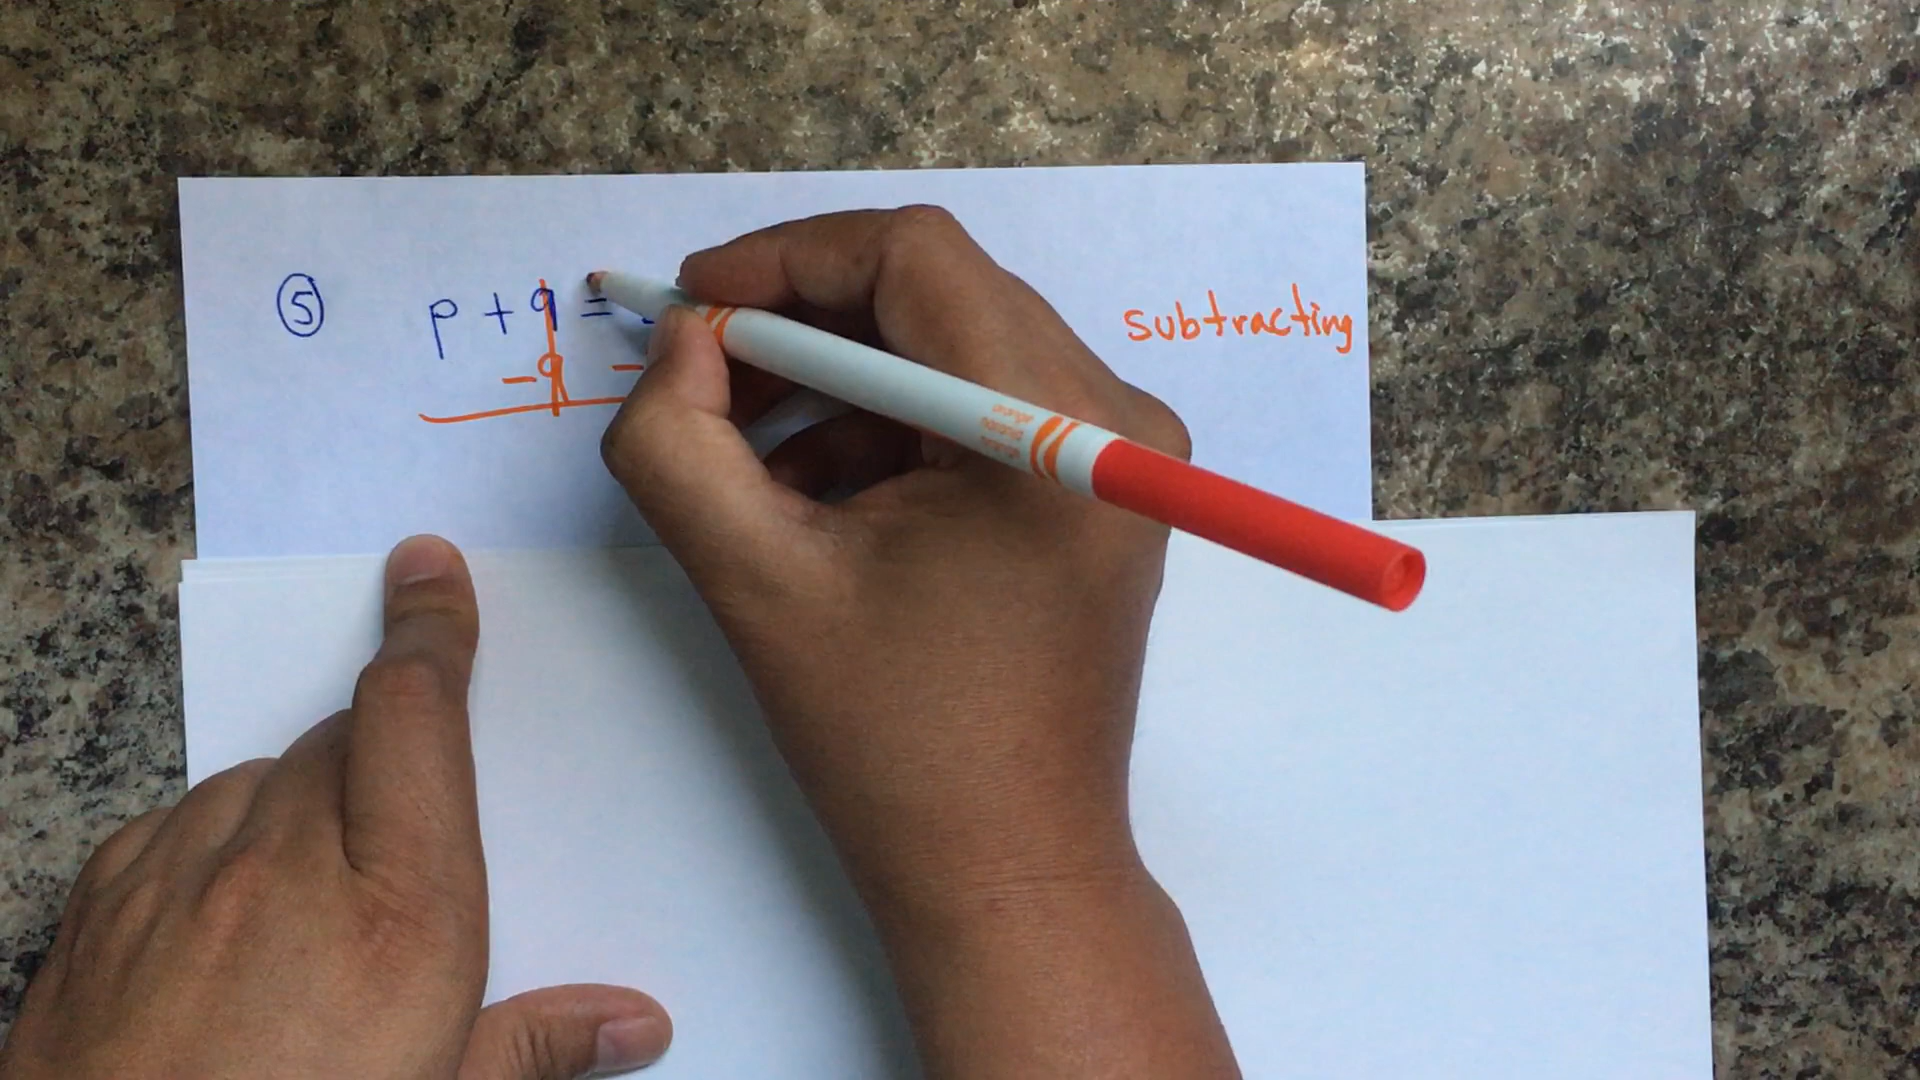 ⑤ p + 9 = subtracting
-9 -